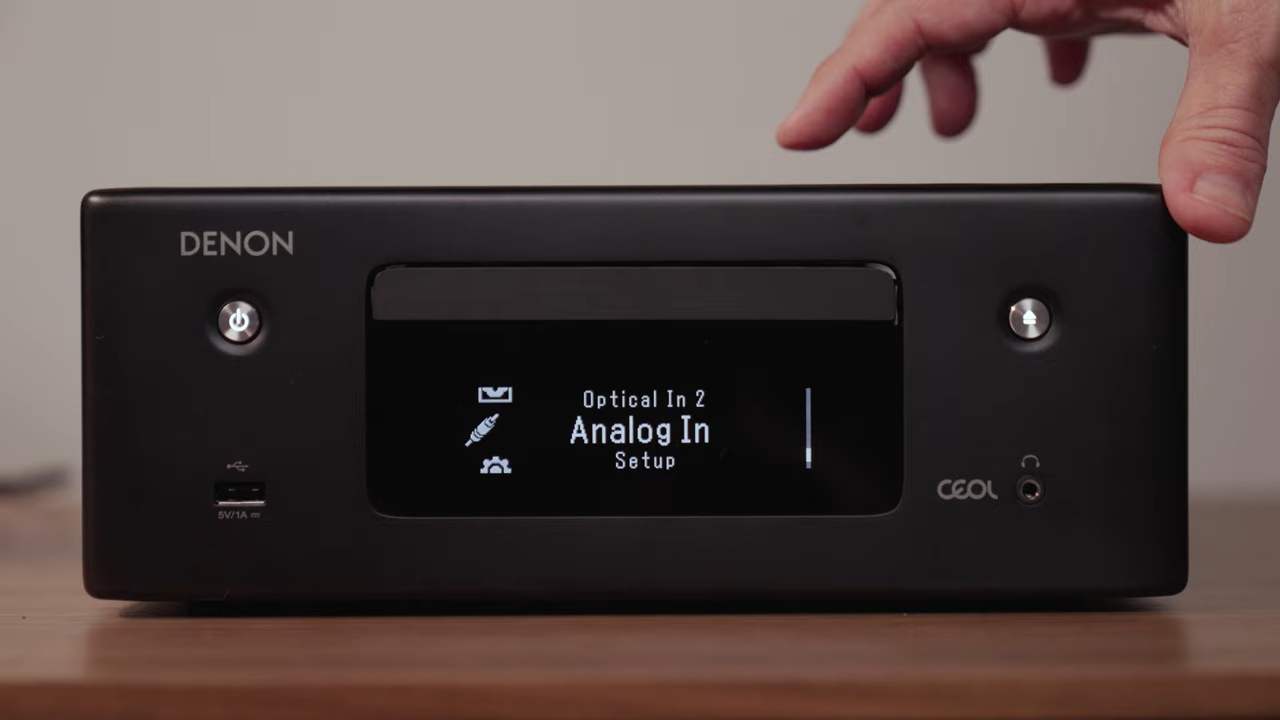 DENON
Optical In 2
Analog In
Setup
CEOL
5V/1A